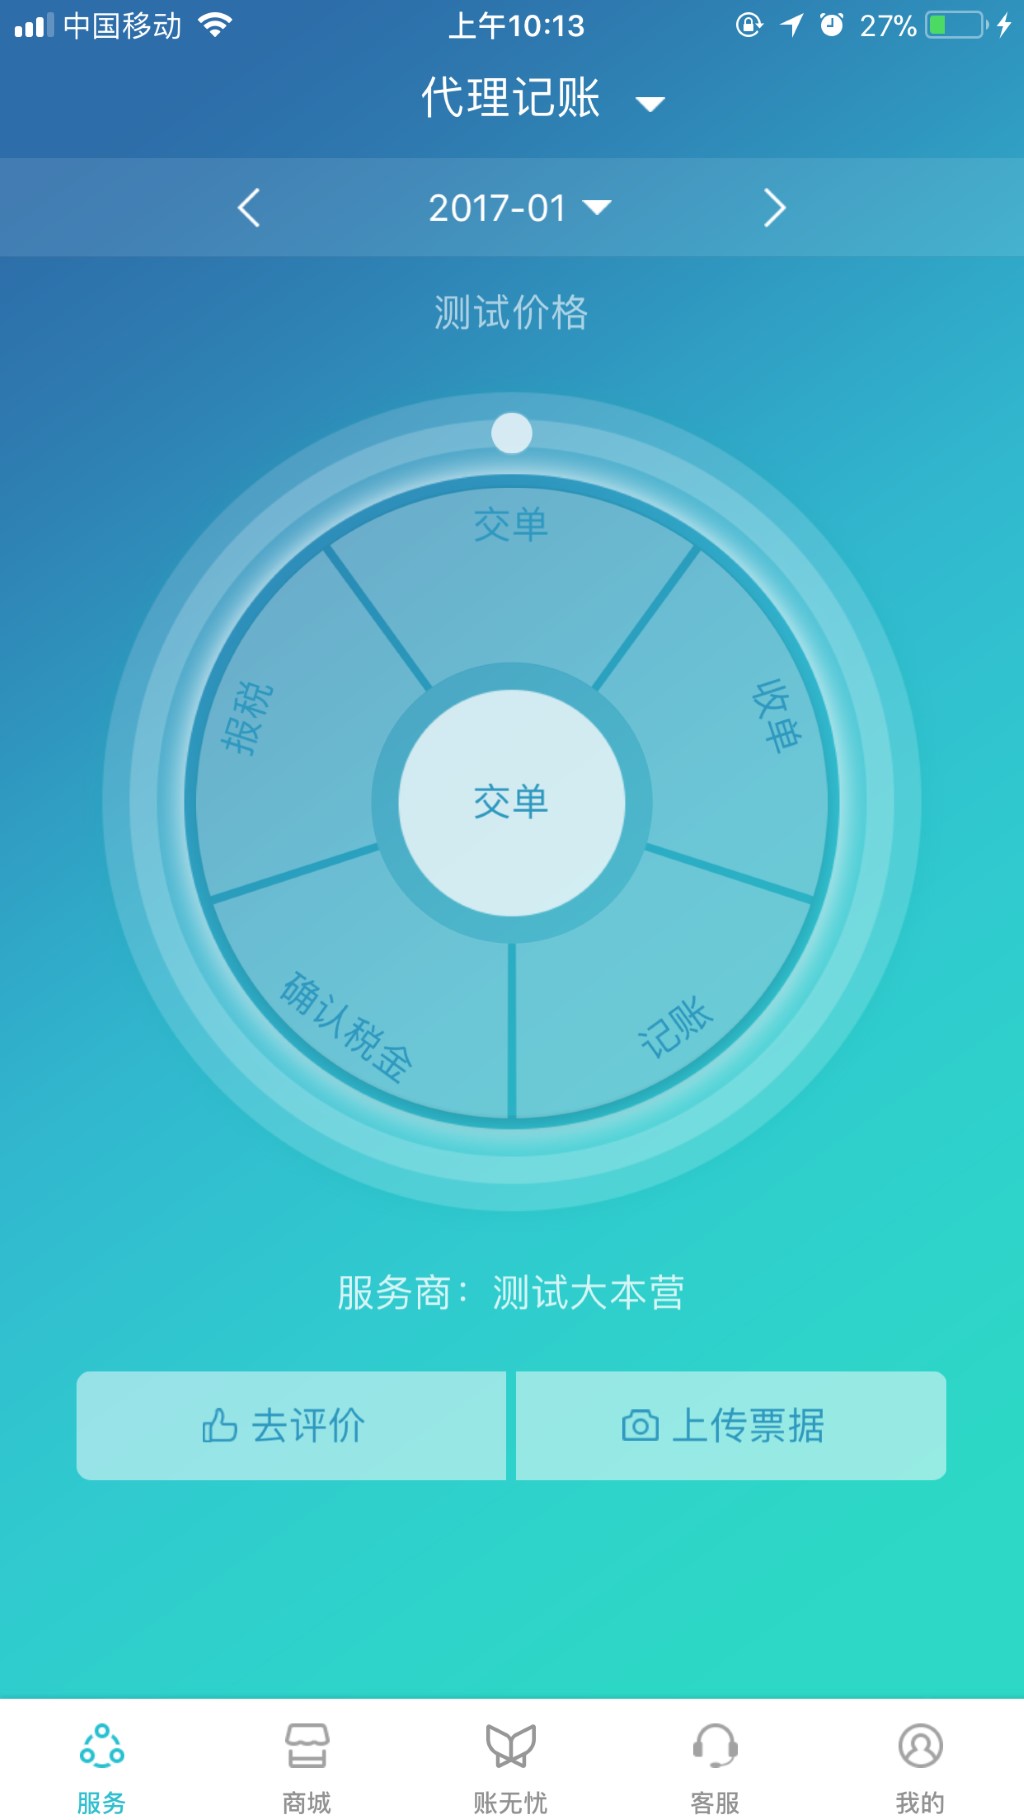 中国移动 上午10:13 27%
代理记账
2017-01
测试价格
交单
报税
收单
交单
确认税金
记账
服务商：测试大本营
去评价 上传票据
服务 商城 账无忧 客服 我的